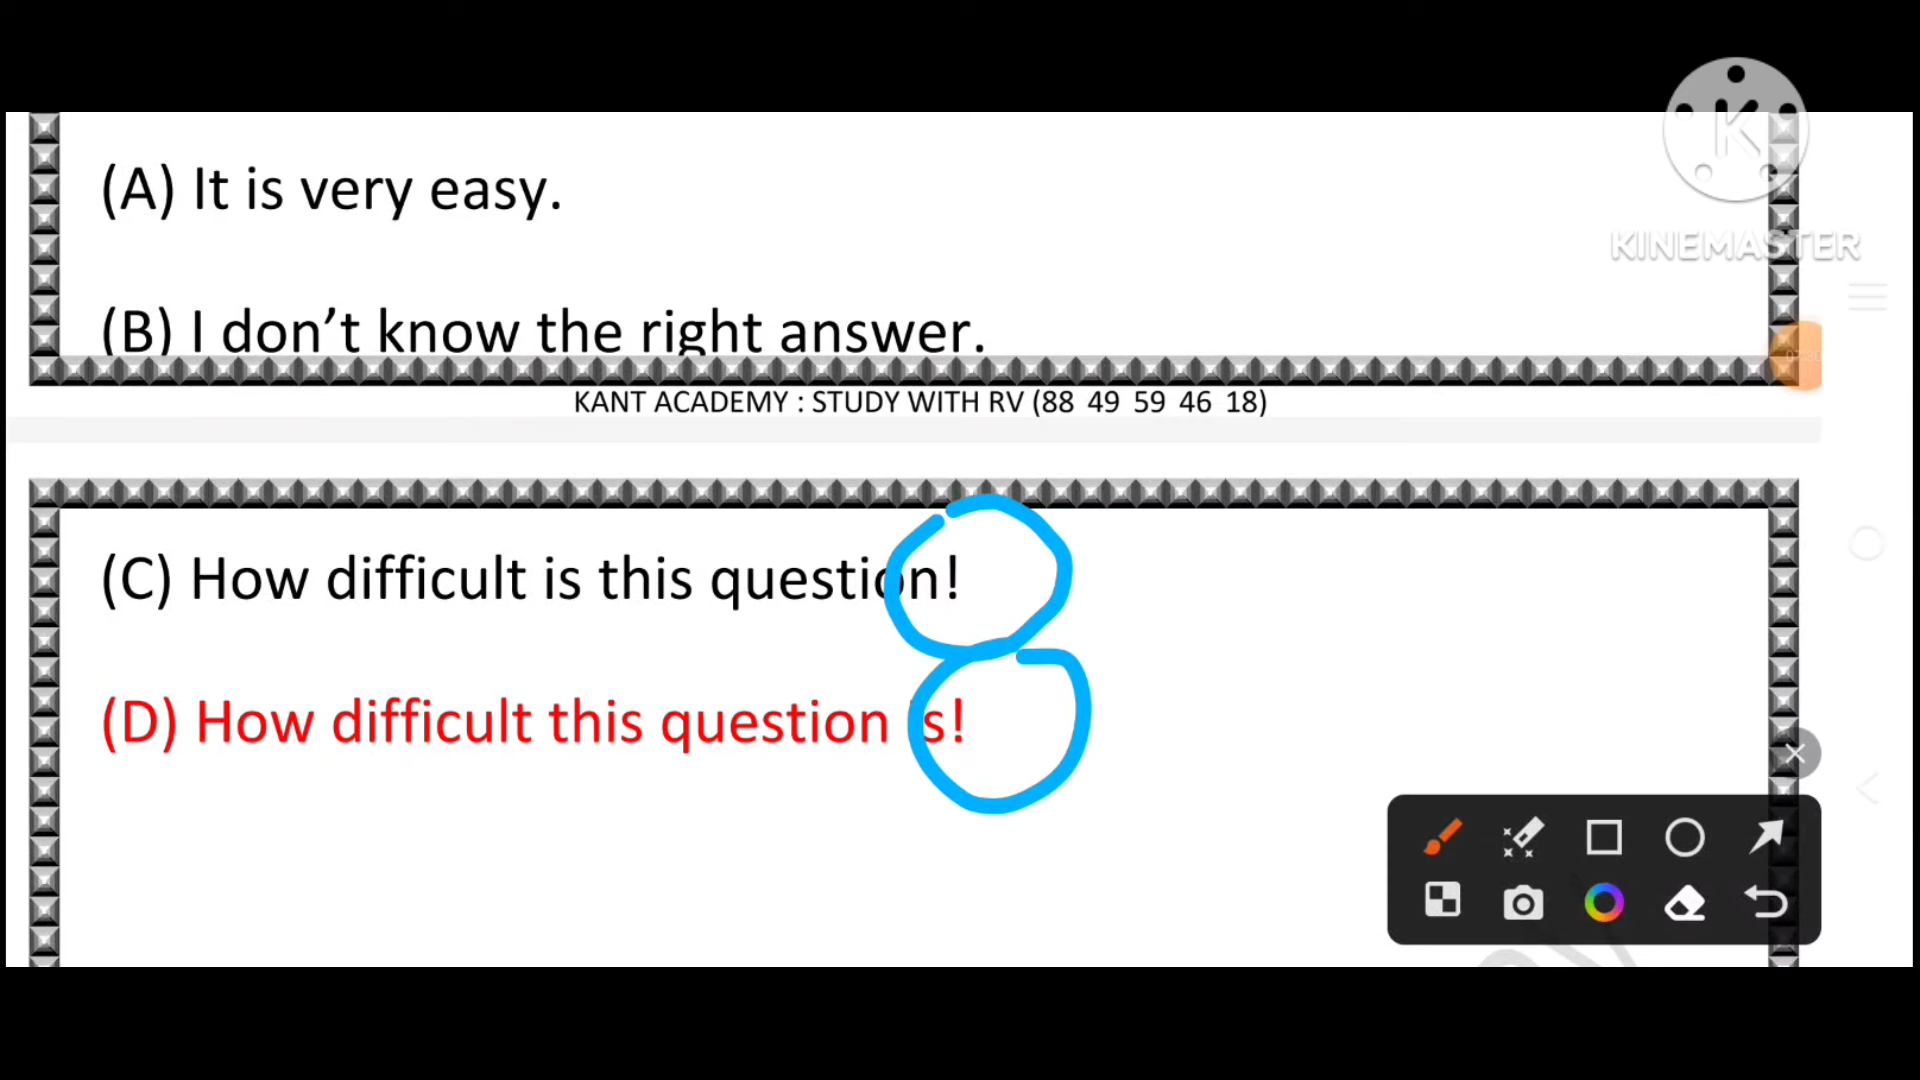 K
(A) It is very easy.
KINEMASTER
(B) I don't know the right answer.
KANT ACADEMY : STUDY WITH RV (88 49 59 46 18)
(C) How difficult is this question!
(D) How difficult this question is!